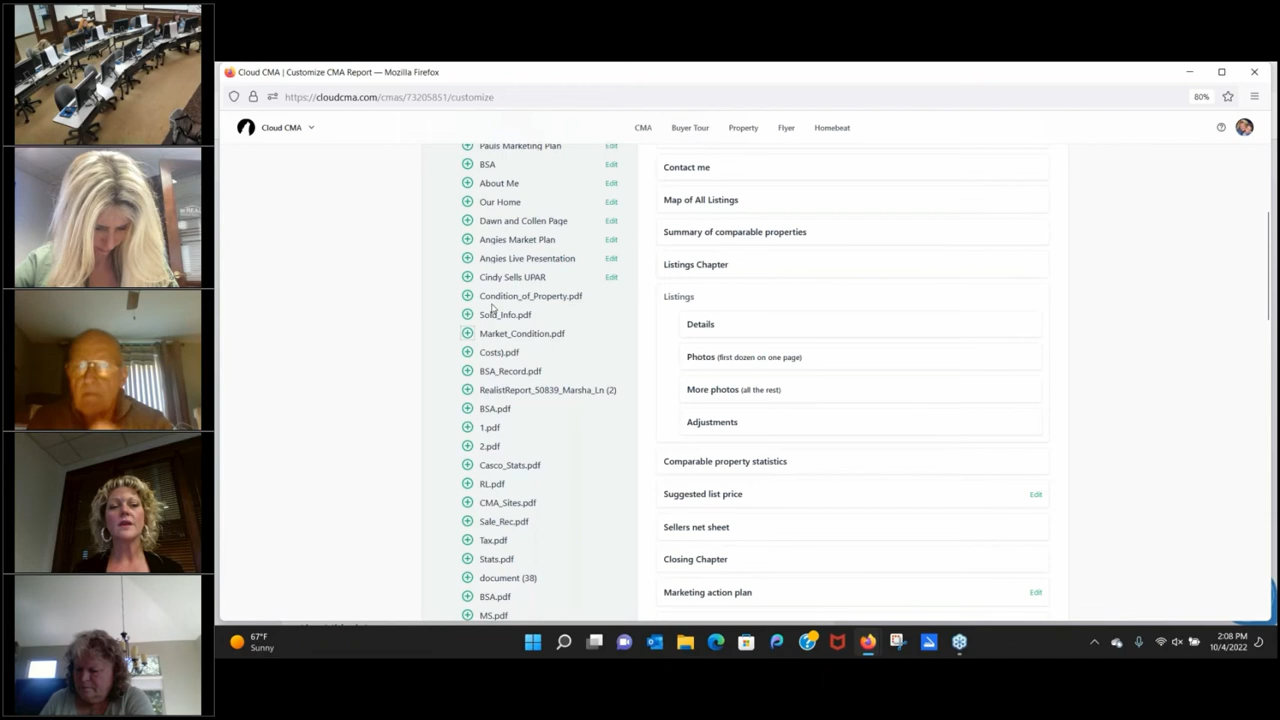 Cloud CMA | Customize CMA Report — Mozilla Firefox
https://cloudcma.com/cmas/73205851/customize
80%
Cloud CMA
CMA
Buyer Tour
Property
Flyer
Homebeat
Pauls Marketing Plan
Edit
BSA
Edit
About Me
Edit
Our Home
Edit
Dawn and Collen Page
Edit
Angies Market Plan
Edit
Angies Live Presentation
Edit
Cindy Sells UPAR
Edit
Condition_of_Property.pdf
Sold_Info.pdf
Market_Condition.pdf
Costs).pdf
BSA_Record.pdf
RealistReport_50839_Marsha_Ln (2)
BSA.pdf
1.pdf
2.pdf
Casco_Stats.pdf
RL.pdf
CMA_Sites.pdf
Sale_Rec.pdf
Tax.pdf
Stats.pdf
document (38)
BSA.pdf
MS.pdf
Contact me
Map of All Listings
Summary of comparable properties
Listings Chapter
Listings
Details
Photos (first dozen on one page)
More photos (all the rest)
Adjustments
Comparable property statistics
Suggested list price
Edit
Sellers net sheet
Closing Chapter
Marketing action plan
Edit
67°F
Sunny
2:08 PM
10/4/2022